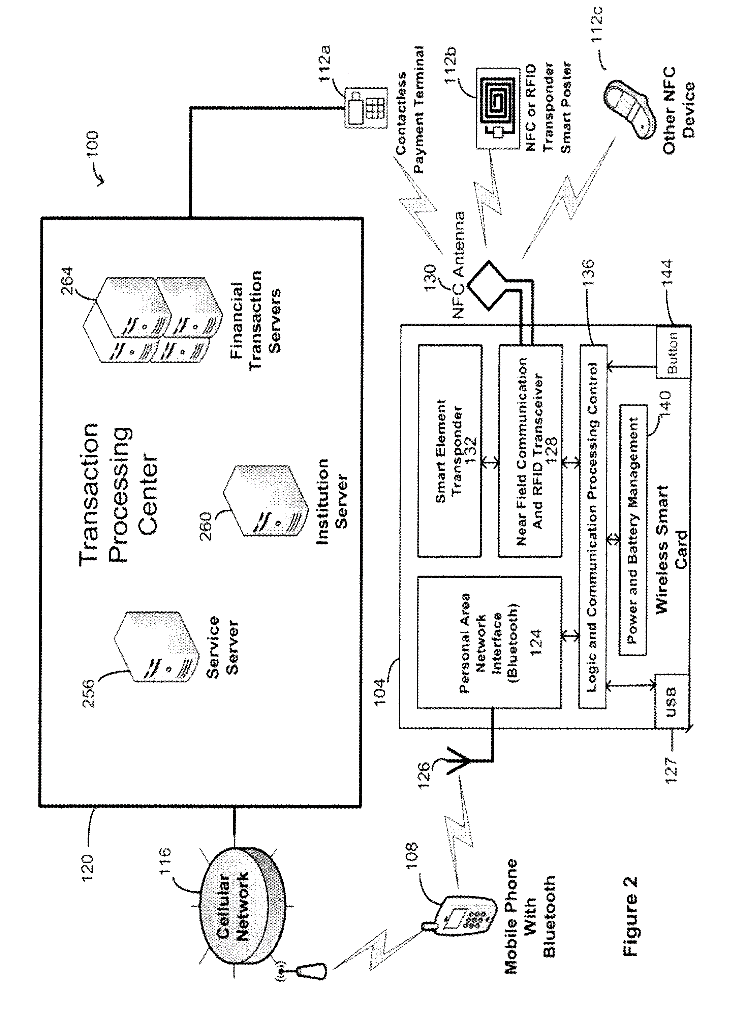 100
120
Transaction
Processing
Center
256
Service
Server
260
Institution
Server
264
Financial
Transaction
Servers
116
Cellular
Network
108
Mobile Phone
With
Bluetooth
126
104
Personal Area
Network
Interface
(Bluetooth)
124
Smart Element
Transponder
132
Near Field Communication
And RFID Transceiver
128
Logic and Communication Processing Control
136
Power and Battery Management
140
Wireless Smart
Card
USB
127
Button
144
130
NFC Antenna
112a
Contactless
Payment Terminal
112b
NFC or RFID
Transponder
Smart Poster
112c
Other NFC
Device
Figure 2